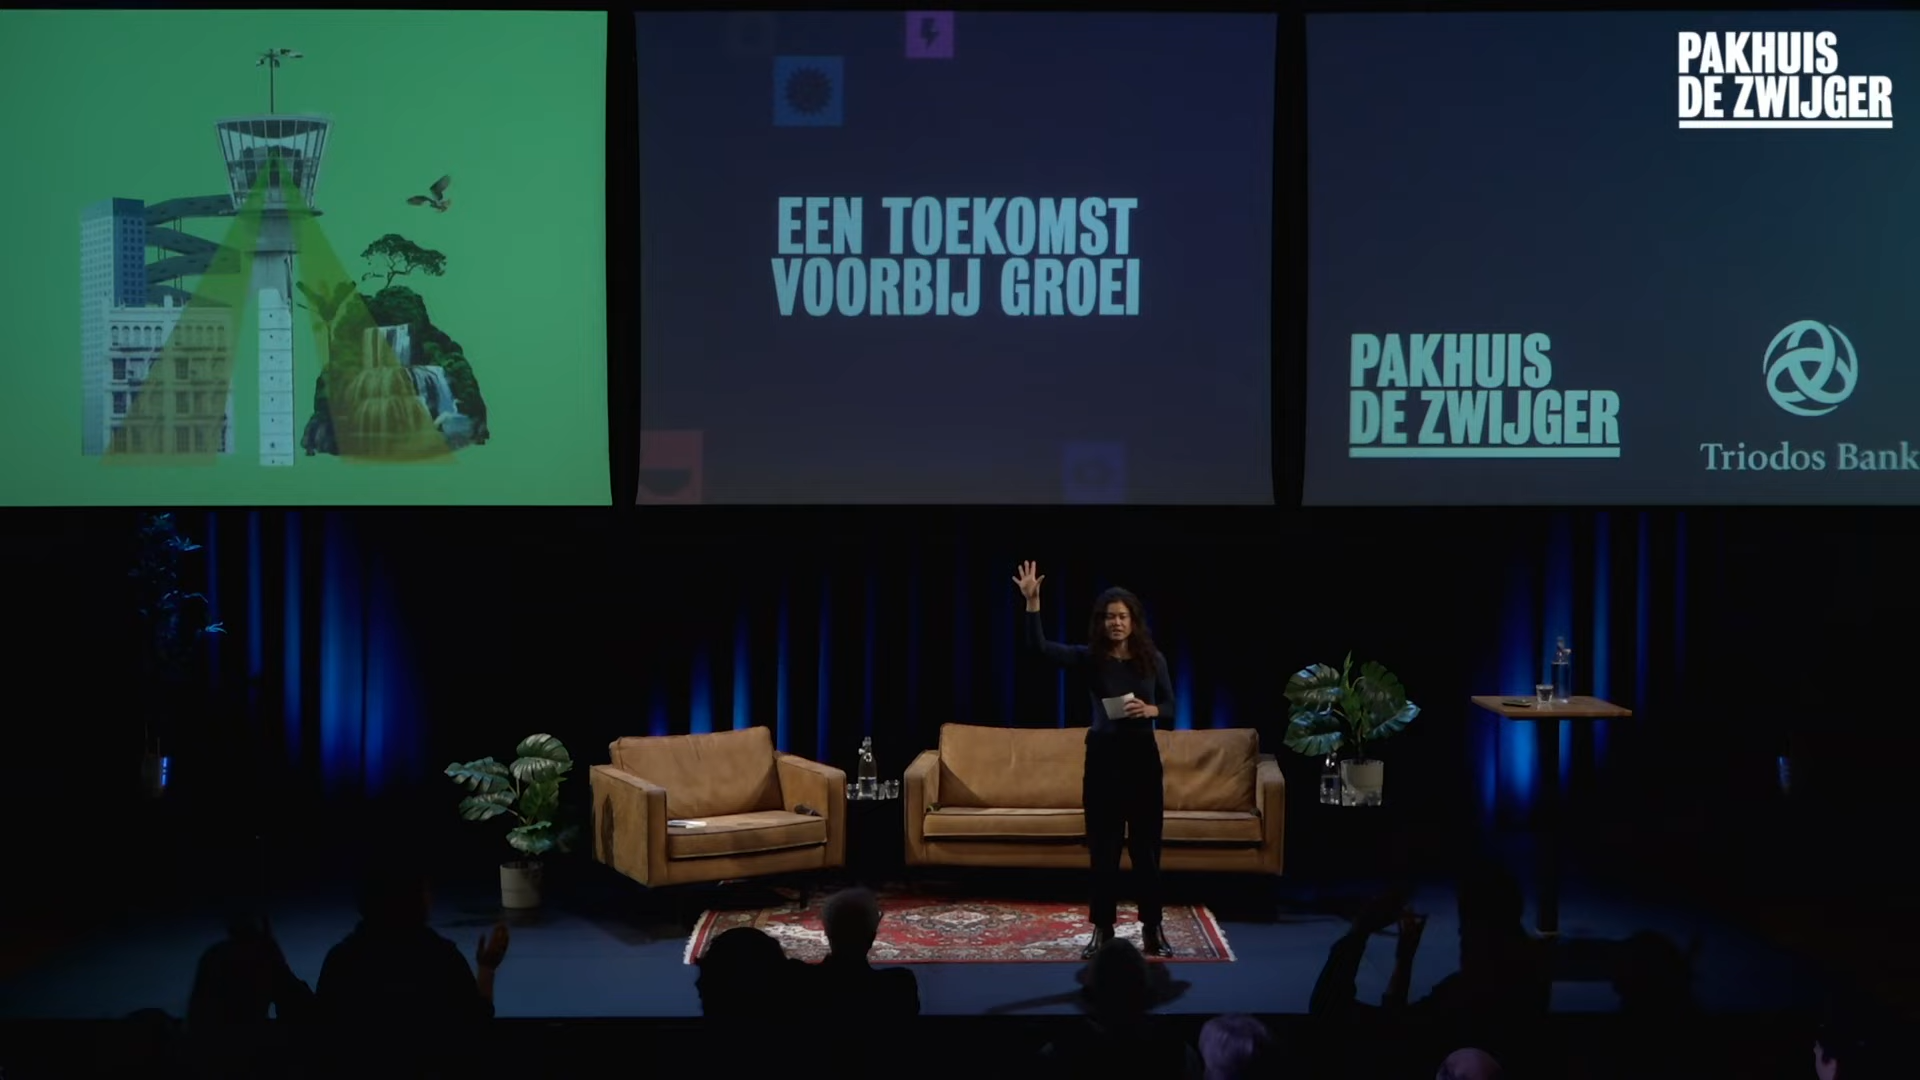 EEN TOEKOMST
VOORBIJ GROEI
PAKHUIS
DE ZWIJGER
Triodos Bank
PAKHUIS
DE ZWIJGER